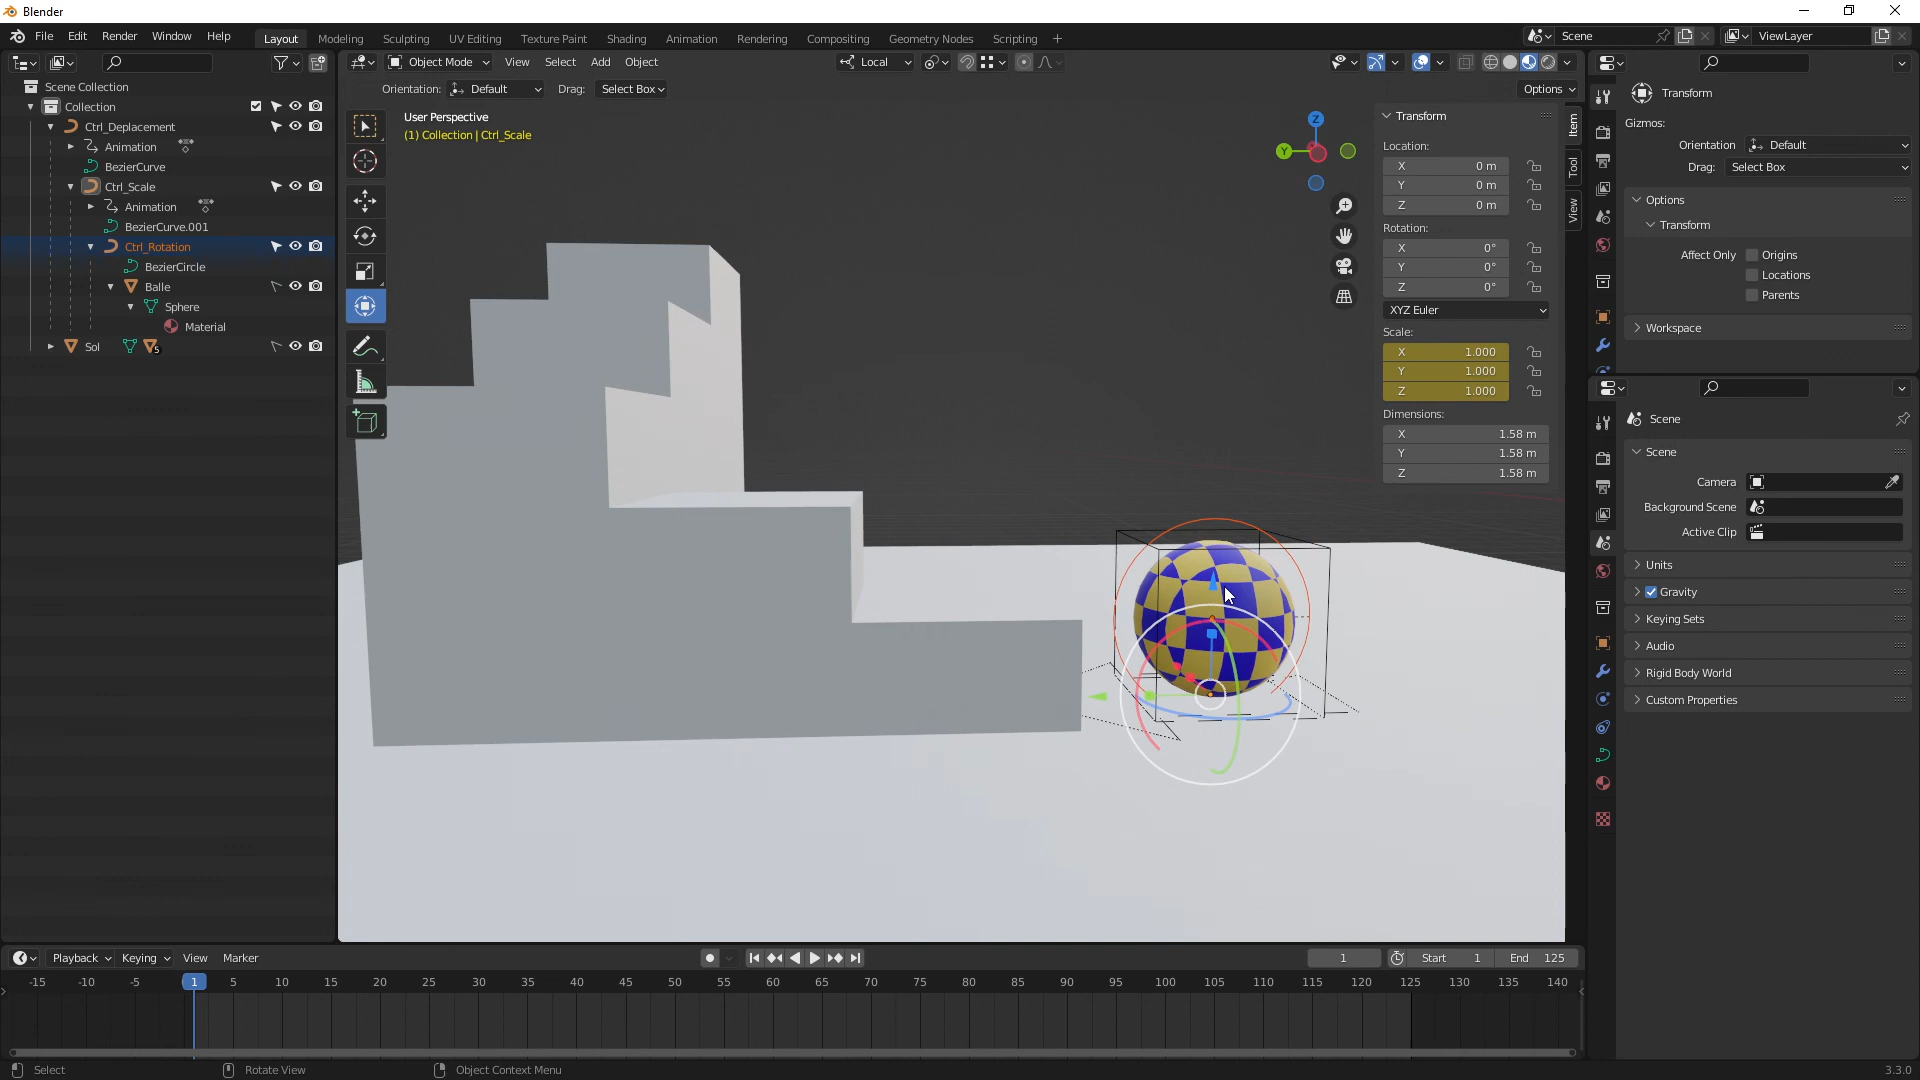 Blender
File Edit Render Window Help
Layout Modeling Sculpting UV Editing Texture Paint Shading Animation Rendering Compositing Geometry Nodes Scripting +
Scene
ViewLayer
Object Mode View Select Add Object
Local
Orientation: Default Drag: Select Box
Options
Scene Collection
Collection
Ctrl_Deplacement
Animation
BezierCurve
Ctrl_Scale
Animation
BezierCurve.001
Ctrl_Rotation
BezierCircle
Balle
Sphere
Material
Sol 5
User Perspective
(1) Collection | Ctrl_Scale
Z
Y
Transform
Location:
X 0 m
Y 0 m
Z 0 m
Rotation:
X 0°
Y 0°
Z 0°
XYZ Euler
Scale:
X 1.000
Y 1.000
Z 1.000
Dimensions:
X 1.58 m
Y 1.58 m
Z 1.58 m
Item
Tool
View
Transform
Gizmos:
Orientation Default
Drag: Select Box
Options
Transform
Affect Only Origins
Locations
Parents
Workspace
Scene
Scene
Camera
Background Scene
Active Clip
Units
Gravity
Keying Sets
Audio
Rigid Body World
Custom Properties
Playback Keying View Marker
1 Start 1 End 125
-15 -10 -5 1 5 10 15 20 25 30 35 40 45 50 55 60 65 70 75 80 85 90 95 100 105 110 115 120 125 130 135 140
Select Rotate View Object Context Menu
3.3.0